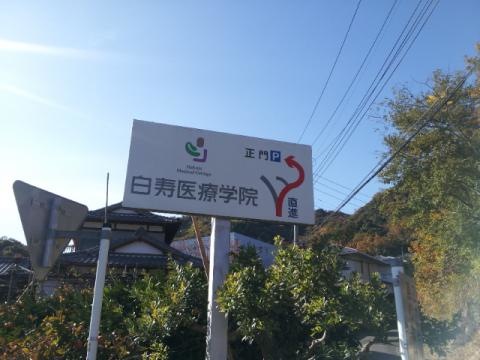 正門 P
Hakuju
Medical College
白寿医療学院
直進